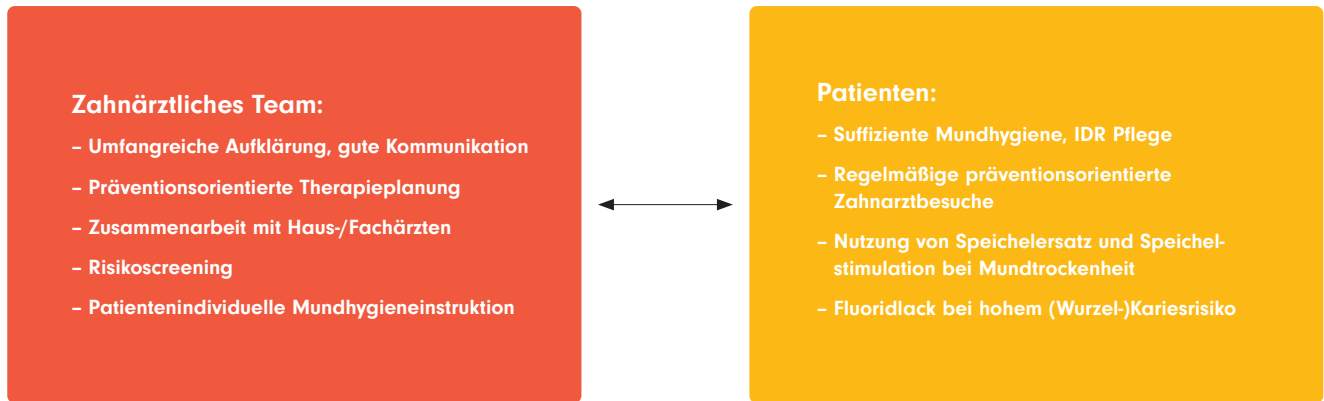 Zahnärztliches Team:
– Umfangreiche Aufklärung, gute Kommunikation
– Präventionsorientierte Therapieplanung
– Zusammenarbeit mit Haus-/Fachärzten
– Risikoscreening
– Patientenindividuelle Mundhygieneinstruktion
Patienten:
– Suffiziente Mundhygiene, IDR Pflege
– Regelmäßige präventionsorientierte
Zahnarztbesuche
– Nutzung von Speichelersatz und Speichel-
stimulation bei Mundtrockenheit
– Fluoridlack bei hohem (Wurzel-)Kariesrisiko